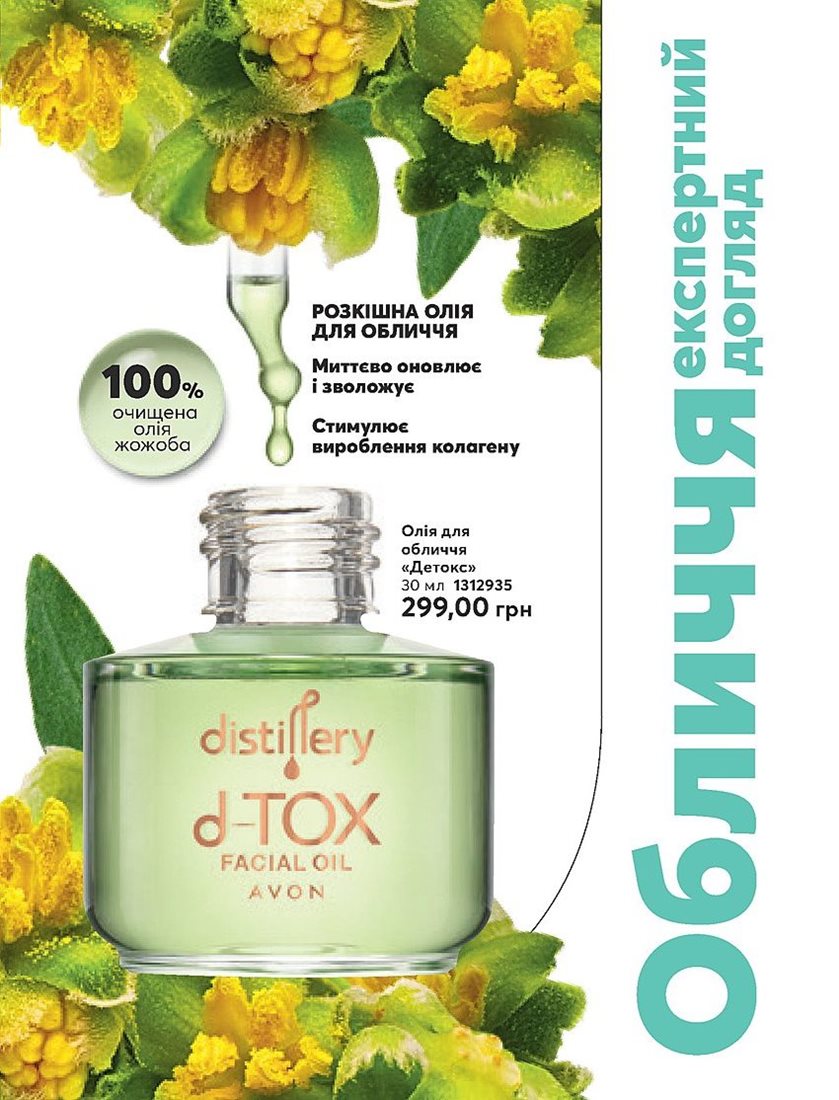 РОЗКІШНА ОЛІЯ
ДЛЯ ОБЛИЧЧЯ
Миттєво оновлює
і зволожує
Стимулює
вироблення колагену
100%
очищена
олія
жожоба
Олія для
обличчя
«Детокс»
30 мл 1312935
299,00 грн
distillery
d-TOX
FACIAL OIL
AVON
Обличчя
експертний
догляд